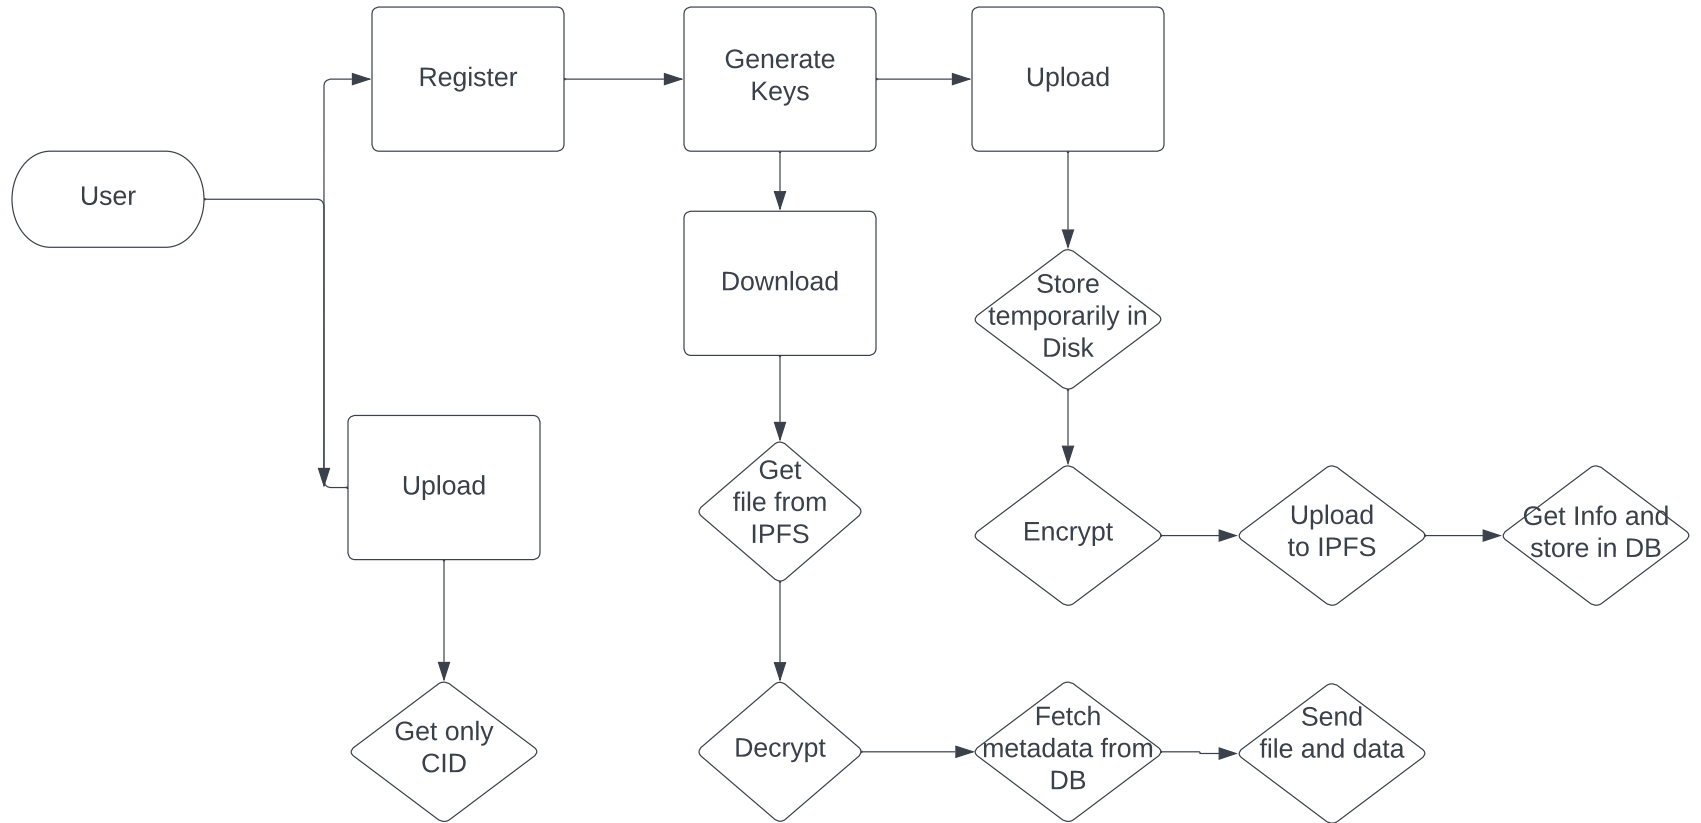 Register
Generate
Keys
Upload
User
Download
Store
temporarily in
Disk
Upload
Get
file from
IPFS
Encrypt
Upload
to IPFS
Get Info and
store in DB
Get only
CID
Decrypt
Fetch
metadata from
DB
Send
file and data